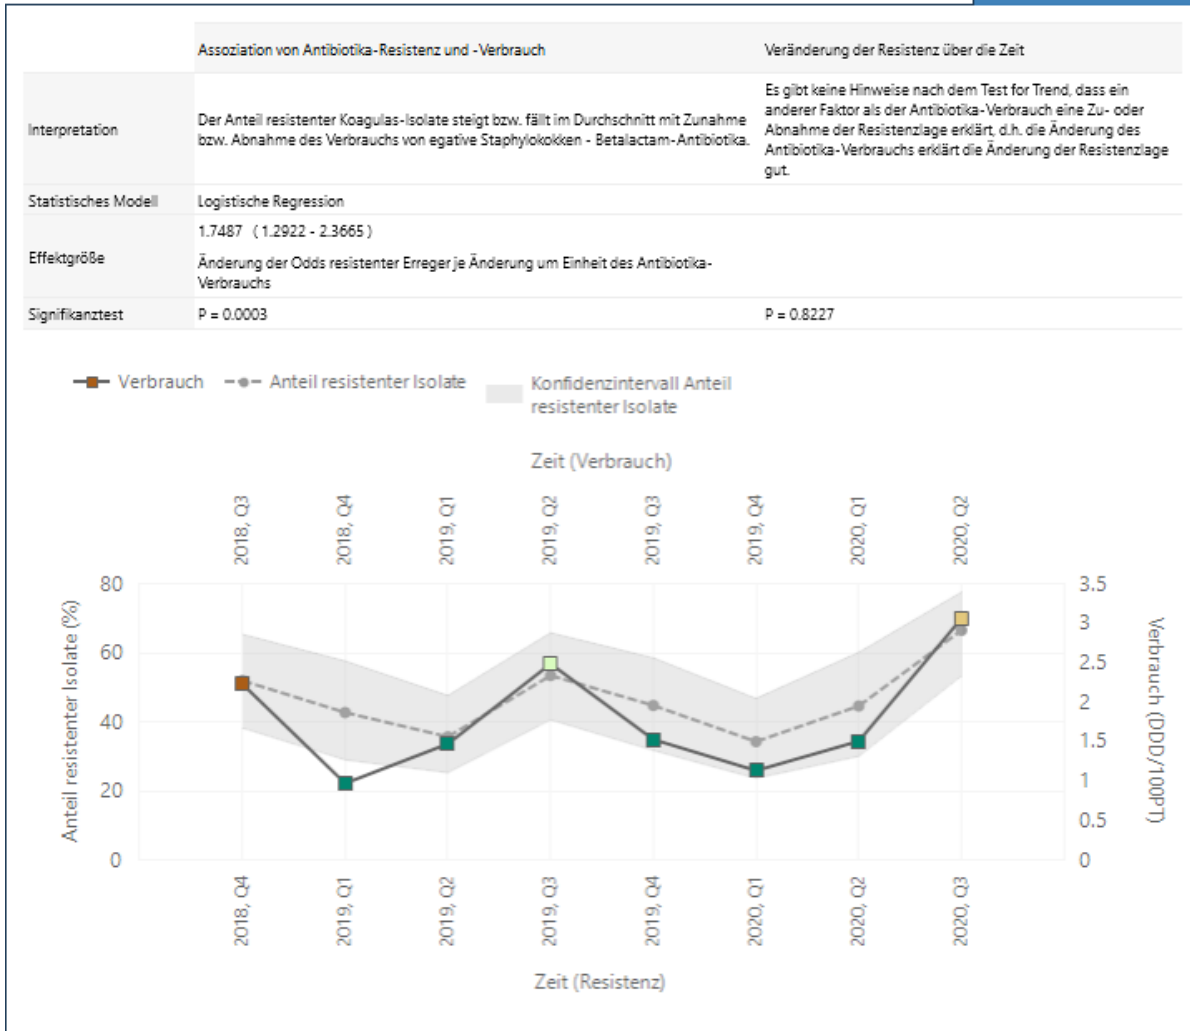 Assoziation von Antibiotika-Resistenz und -Verbrauch
Veränderung der Resistenz über die Zeit
Interpretation
Der Anteil resistenter Koagulas-Isolate steigt bzw. fällt im Durchschnitt mit Zunahme
bzw. Abnahme des Verbrauchs von egative Staphylokokken - Betalactam-Antibiotika.
Es gibt keine Hinweise nach dem Test for Trend, dass ein
anderer Faktor als der Antibiotika-Verbrauch eine Zu- oder
Abnahme der Resistenzlage erklärt, d.h. die Änderung des
Antibiotika-Verbrauchs erklärt die Änderung der Resistenzlage
gut.
Statistisches Modell
Logistische Regression
Effektgröße
1.7487 ( 1.2922 - 2.3665 )
Änderung der Odds resistenter Erreger je Änderung um Einheit des Antibiotika-
Verbrauchs
Signifikanztest
P = 0.0003
P = 0.8227
Verbrauch
Anteil resistenter Isolate
Konfidenzintervall Anteil
resistenter Isolate
Zeit (Verbrauch)
2018, Q3
2018, Q4
2019, Q1
2019, Q2
2019, Q3
2019, Q4
2020, Q1
2020, Q2
Anteil resistenter Isolate (%)
80
60
40
20
0
3.5
3
2.5
2
1.5
1
0.5
0
Verbrauch (DDD/100PT)
2018, Q4
2019, Q1
2019, Q2
2019, Q3
2019, Q4
2020, Q1
2020, Q2
2020, Q3
Zeit (Resistenz)